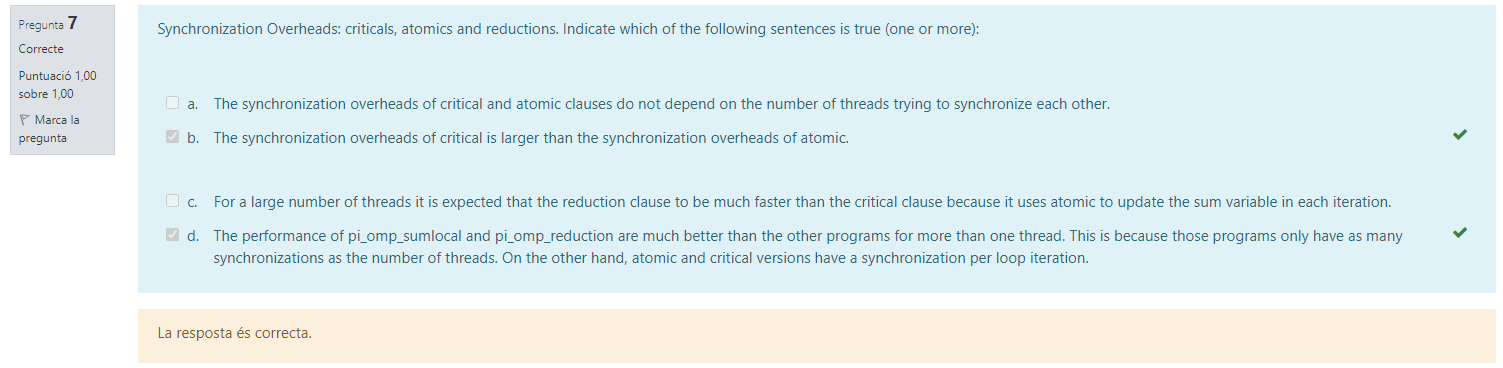 Pregunta 7
Correcte
Puntuació 1,00
sobre 1,00
Marca la
pregunta
Synchronization Overheads: criticals, atomics and reductions. Indicate which of the following sentences is true (one or more):
a. The synchronization overheads of critical and atomic clauses do not depend on the number of threads trying to synchronize each other.
b. The synchronization overheads of critical is larger than the synchronization overheads of atomic.
c. For a large number of threads it is expected that the reduction clause to be much faster than the critical clause because it uses atomic to update the sum variable in each iteration.
d. The performance of pi_omp_sumlocal and pi_omp_reduction are much better than the other programs for more than one thread. This is because those programs only have as many
synchronizations as the number of threads. On the other hand, atomic and critical versions have a synchronization per loop iteration.
La resposta és correcta.